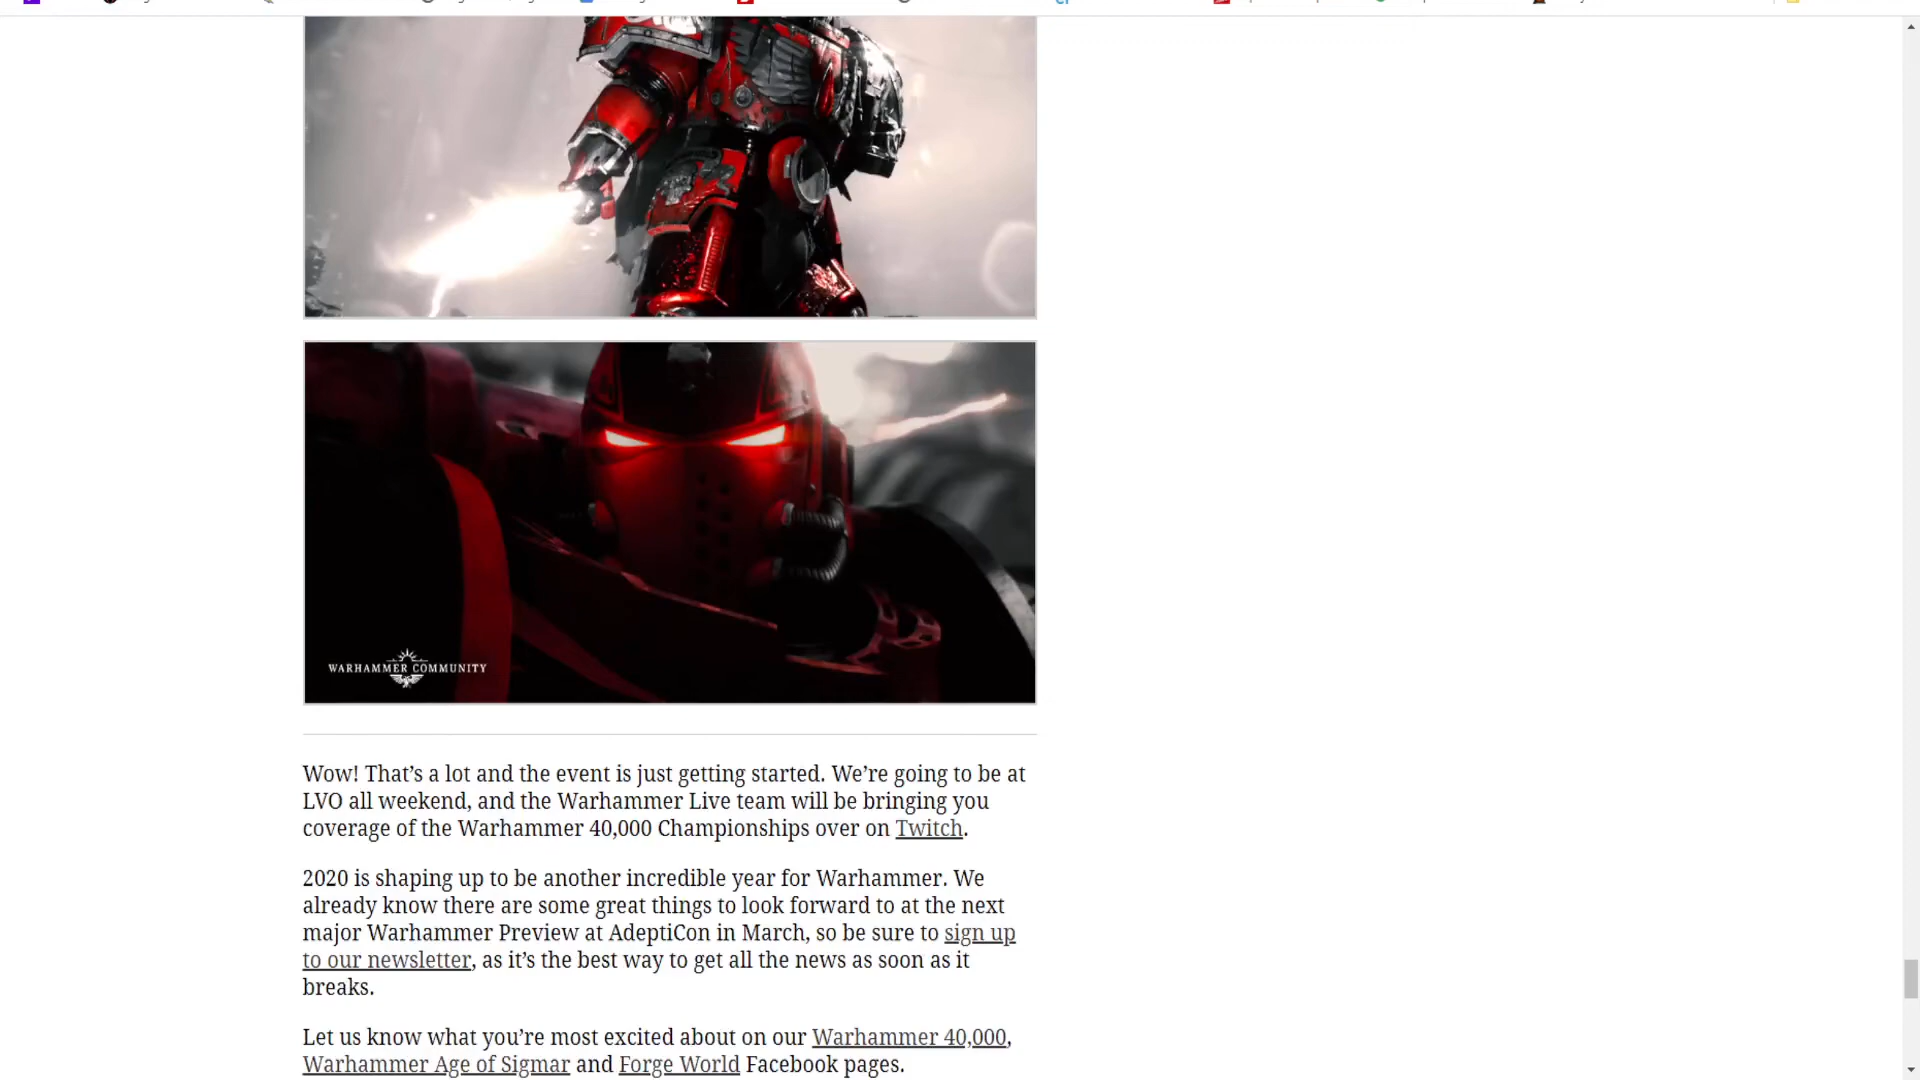 WARHAMMER COMMUNITY
Wow! That’s a lot and the event is just getting started. We’re going to be at
LVO all weekend, and the Warhammer Live team will be bringing you
coverage of the Warhammer 40,000 Championships over on Twitch.
2020 is shaping up to be another incredible year for Warhammer. We
already know there are some great things to look forward to at the next
major Warhammer Preview at AdeptiCon in March, so be sure to sign up
to our newsletter, as it’s the best way to get all the news as soon as it
breaks.
Let us know what you’re most excited about on our Warhammer 40,000,
Warhammer Age of Sigmar and Forge World Facebook pages.